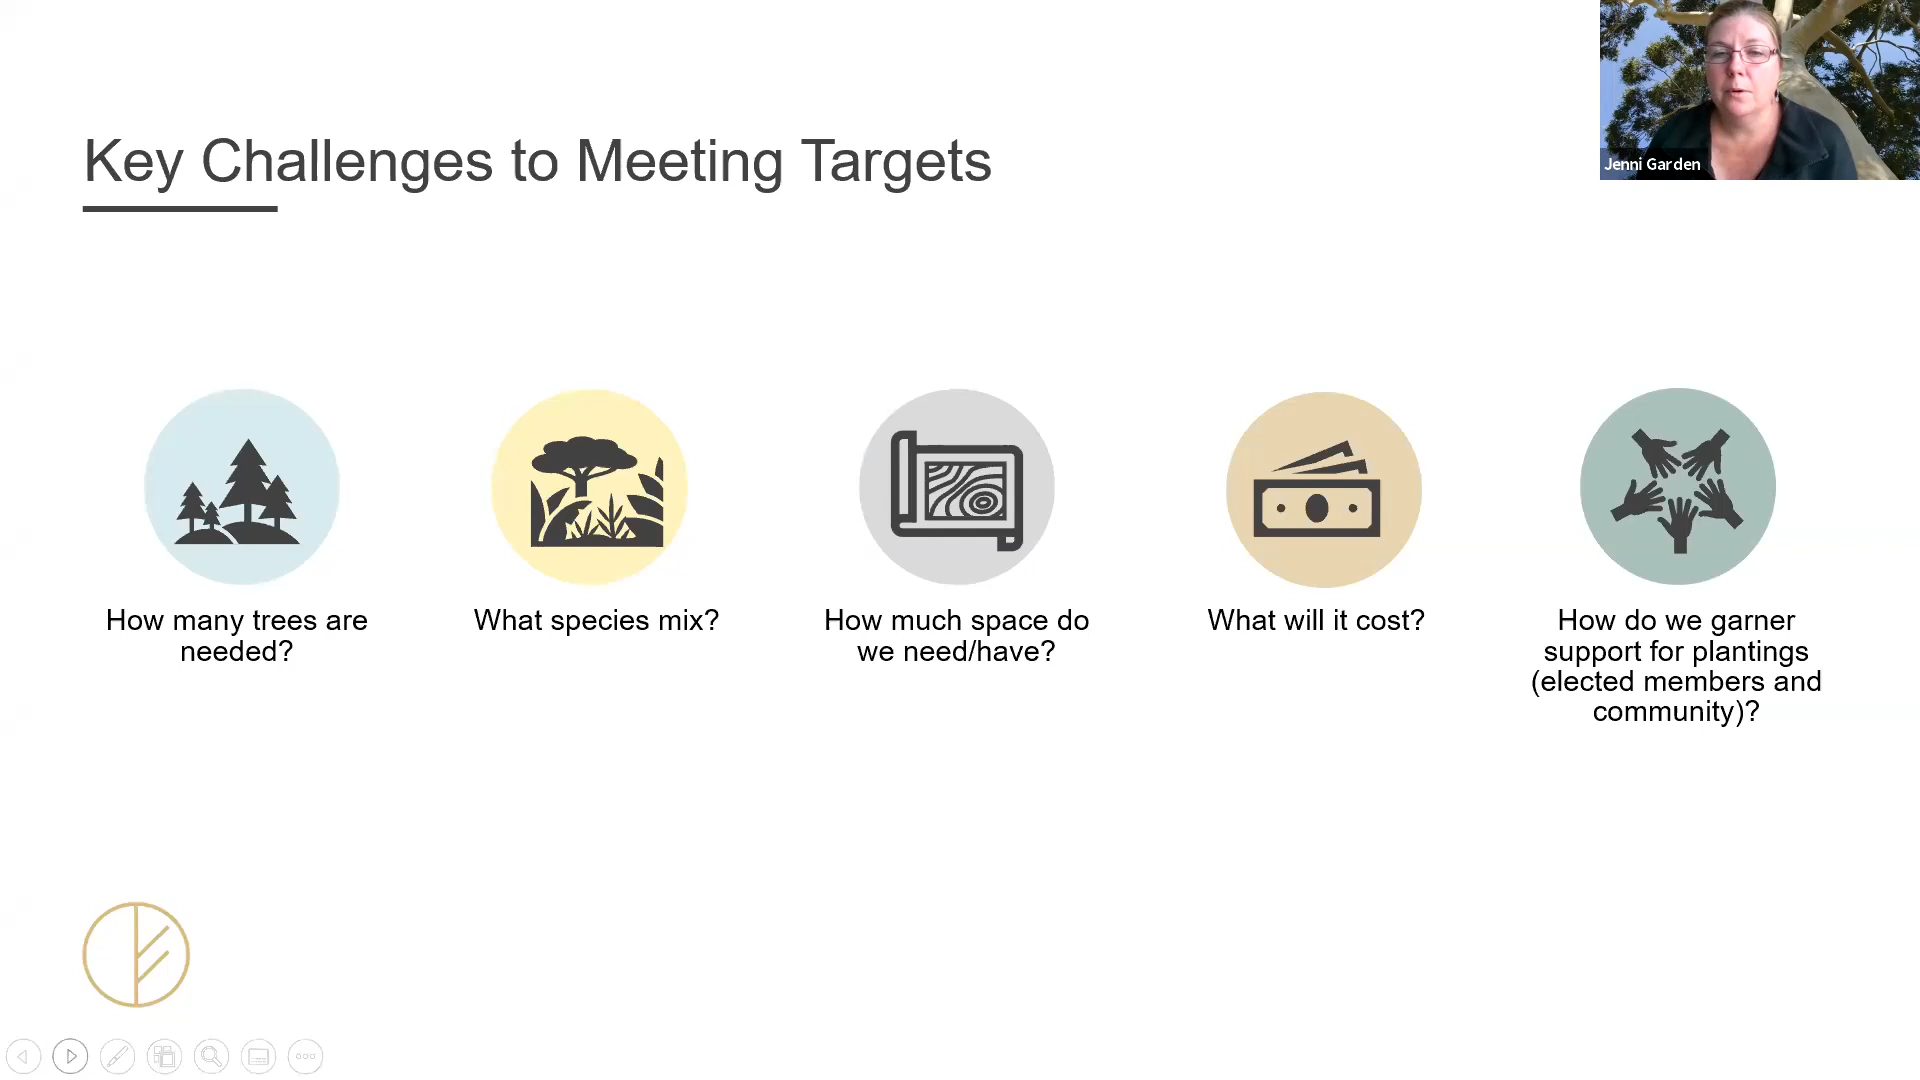 Key Challenges to Meeting Targets
Jenni Garden
How many trees are
needed?
What species mix?
How much space do
we need/have?
What will it cost?
How do we garner
support for plantings
(elected members and
community)?